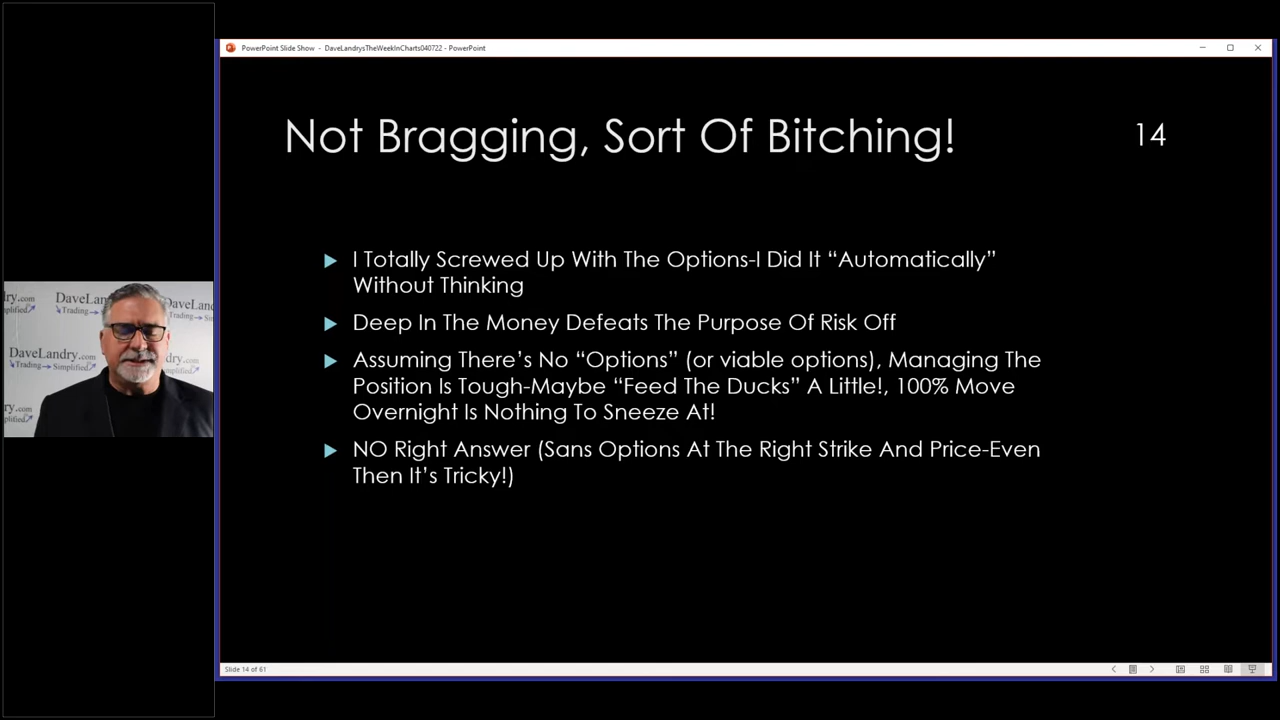 PowerPoint Slide Show - DaveLandrysTheWeekInCharts040722 - PowerPoint
Not Bragging, Sort Of Bitching!
14
I Totally Screwed Up With The Options-I Did It “Automatically”
Without Thinking
Deep In The Money Defeats The Purpose Of Risk Off
Assuming There’s No “Options” (or viable options), Managing The
Position Is Tough-Maybe “Feed The Ducks” A Little!, 100% Move
Overnight Is Nothing To Sneeze At!
NO Right Answer (Sans Options At The Right Strike And Price-Even
Then It’s Tricky!)
DaveLandry.com
Trading Simplified
DaveLandry.com
Slide 14 of 61